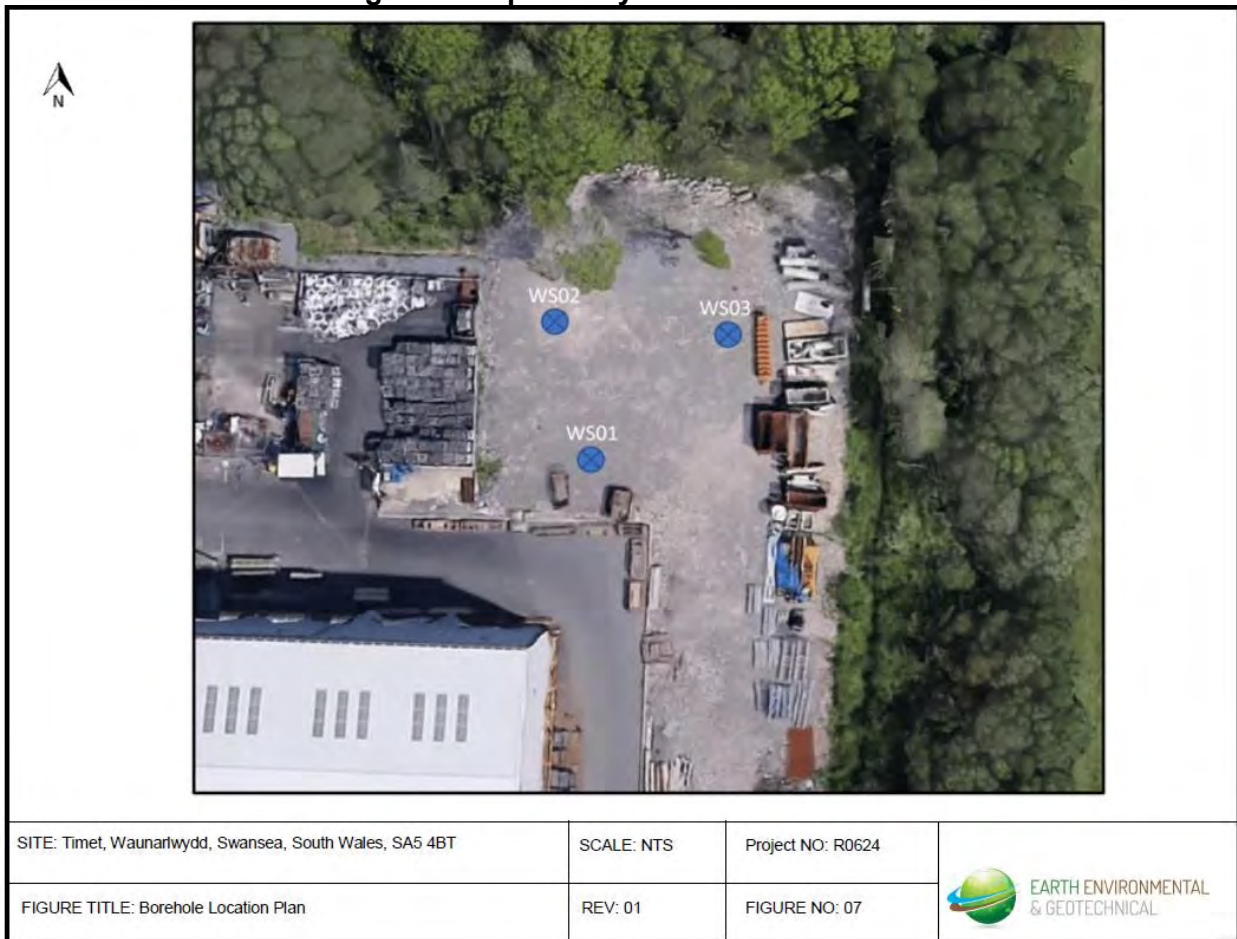 N
WS02
WS03
WS01
SITE: Timet, Waunarlwydd, Swansea, South Wales, SA5 4BT
SCALE: NTS
Project NO: R0624
FIGURE TITLE: Borehole Location Plan
REV: 01
FIGURE NO: 07
EARTH ENVIRONMENTAL
& GEOTECHNICAL